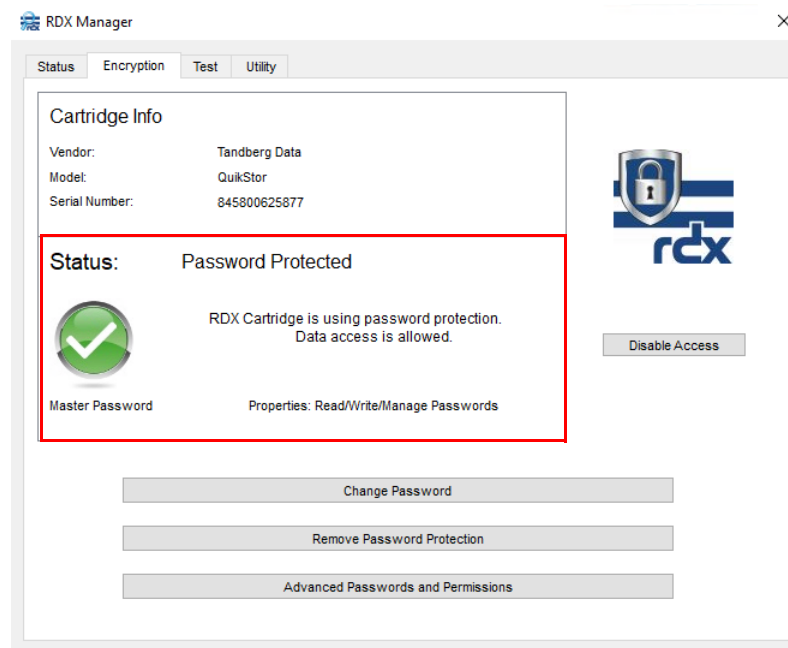 RDX Manager
Status Encryption Test Utility
Cartridge Info
Vendor: Tandberg Data
Model: QuikStor
Serial Number: 845800625877
rdx
Status: Password Protected
RDX Cartridge is using password protection.
Data access is allowed.
Disable Access
Master Password Properties: Read/Write/Manage Passwords
Change Password
Remove Password Protection
Advanced Passwords and Permissions